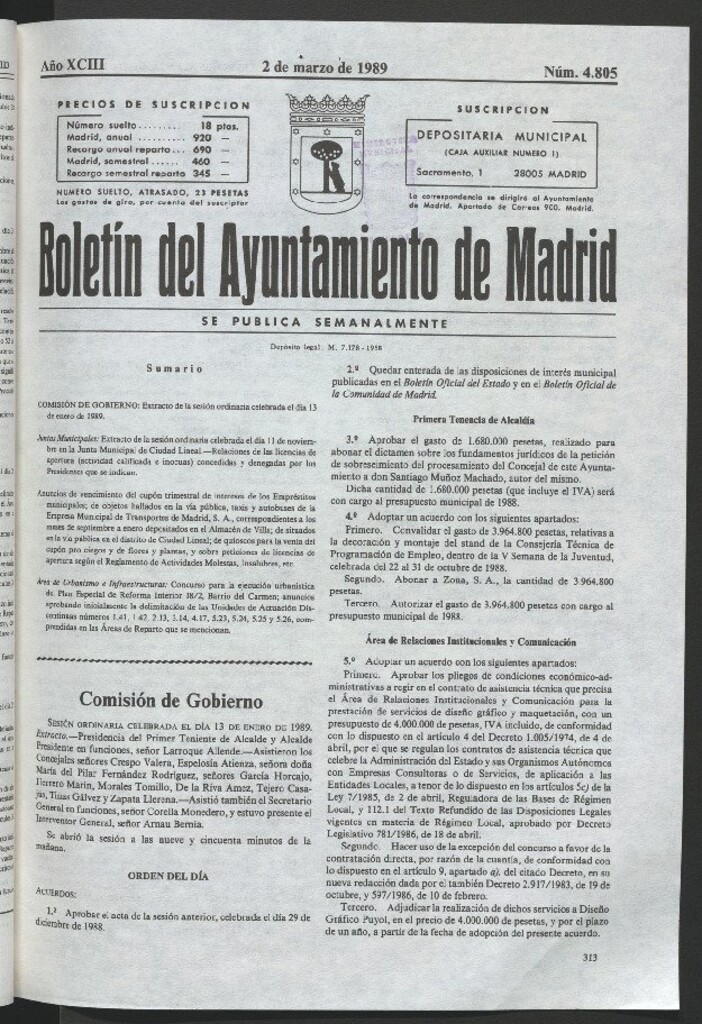 Año XCIII
2 de marzo de 1989
Núm. 4.805
PRECIOS DE SUSCRIPCION
Número suelto ......... 18 ptas.
Madrid, anual ......... 920 —
Recargo anual reparto ... 690 —
Madrid, semestral ...... 460 —
Recargo semestral reparto 345 —
NUMERO SUELTO, ATRASADO, 23 PESETAS
Los gastos de giro, por cuenta del suscriptor
SUSCRIPCION
DEPOSITARIA MUNICIPAL
(CAJA AUXILIAR NUMERO 1)
Sacramento, 1 28005 MADRID
La correspondencia se dirigirá al Ayuntamiento
de Madrid. Apartado de Correos 900. Madrid.
Boletín del Ayuntamiento de Madrid
SE PUBLICA SEMANALMENTE
Depósito legal: M. 7.178 - 1958
Sumario
COMISIÓN DE GOBIERNO: Extracto de la sesión ordinaria celebrada el día 13
de enero de 1989.
Juntas Municipales: Extracto de la sesión ordinaria celebrada el día 11 de noviem-
bre en la Junta Municipal de Ciudad Lineal.—Relaciones de las licencias de
apertura (actividad calificada e inocuas) concedidas y denegadas por los
Presidentes que se indican.
Anuncios de vencimiento del cupón trimestral de intereses de los Empréstitos
municipales; de objetos hallados en la vía pública, taxis y autobuses de la
Empresa Municipal de Transportes de Madrid, S. A., correspondientes a los
meses de septiembre a enero depositados en el Almacén de Villa; de situados
en la vía pública en el distrito de Ciudad Lineal; de quioscos para la venta del
cupón pro ciegos y de flores y plantas, y sobre peticiones de licencias de
apertura según el Reglamento de Actividades Molestas, Insalubres, etc.
Área de Urbanismo e Infraestructuras: Concurso para la ejecución urbanística
de Plan Especial de Reforma Interior 18/2, Barrio del Carmen; anuncios
aprobando inicialmente la delimitación de las Unidades de Actuación Dis-
continuas números 1.41, 1.42, 2.13, 3.14, 4.17, 5.23, 5.24, 5.25 y 5.26, com-
prendidas en las Áreas de Reparto que se mencionan.
Comisión de Gobierno
SESIÓN ORDINARIA CELEBRADA EL DÍA 13 DE ENERO DE 1989.
Extracto.—Presidencia del Primer Teniente de Alcalde y Alcalde
Presidente en funciones, señor Larroque Allende.—Asistieron los
Concejales señores Crespo Valera, Espelosía Atienza, señora doña
María del Pilar Fernández Rodríguez, señores García Horcajo,
Herrero Marín, Morales Tomillo, De la Riva Amez, Tejero Casa-
jús, Tinas Gálvez y Zapata Llerena.—Asistió también el Secretario
General en funciones, señor Corella Monedero, y estuvo presente el
Interventor General, señor Arnau Bernia.
Se abrió la sesión a las nueve y cincuenta minutos de la
mañana.
ORDEN DEL DÍA
ACUERDOS:
1.º Aprobar el acta de la sesión anterior, celebrada el día 29 de
diciembre de 1988.
2.º Quedar enterada de las disposiciones de interés municipal
publicadas en el Boletín Oficial del Estado y en el Boletín Oficial de
la Comunidad de Madrid.
Primera Tenencia de Alcaldía
3.º Aprobar el gasto de 1.680.000 pesetas, realizado para
abonar el dictamen sobre los fundamentos jurídicos de la petición
de sobreseimiento del procesamiento del Concejal de este Ayunta-
miento a don Santiago Muñoz Machado, autor del mismo.
Dicha cantidad de 1.680.000 pesetas (que incluye el IVA) será
con cargo al presupuesto municipal de 1988.
4.º Adoptar un acuerdo con los siguientes apartados:
Primero. Convalidar el gasto de 3.964.800 pesetas, relativas a
la decoración y montaje del stand de la Consejería Técnica de
Programación de Empleo, dentro de la V Semana de la Juventud,
celebrada del 22 al 31 de octubre de 1988.
Segundo. Abonar a Zona, S. A., la cantidad de 3.964.800
pesetas.
Tercero. Autorizar el gasto de 3.964.800 pesetas con cargo al
presupuesto municipal de 1988.
Área de Relaciones Institucionales y Comunicación
5.º Adoptar un acuerdo con los siguientes apartados:
Primero. Aprobar los pliegos de condiciones económico-ad-
ministrativas a regir en el contrato de asistencia técnica que precisa
el Área de Relaciones Institucionales y Comunicación para la
prestación de servicios de diseño gráfico y maquetación, con un
presupuesto de 4.000.000 de pesetas, IVA incluido, de conformidad
con lo dispuesto en el artículo 4 del Decreto 1.005/1974, de 4 de
abril, por el que se regulan los contratos de asistencia técnica que
celebre la Administración del Estado y sus Organismos Autónomos
con Empresas Consultoras o de Servicios, de aplicación a las
Entidades Locales, a tenor de lo dispuesto en los artículos 5c) de la
Ley 7/1985, de 2 de abril, Reguladora de las Bases de Régimen
Local, y 112.1 del Texto Refundido de las Disposiciones Legales
vigentes en materia de Régimen Local, aprobado por Decreto
Legislativo 781/1986, de 18 de abril.
Segundo. Hacer uso de la excepción del concurso a favor de la
contratación directa, por razón de la cuantía, de conformidad con
lo dispuesto en el artículo 9, apartado a), del citado Decreto, en su
nueva redacción dada por el también Decreto 2.917/1983, de 19 de
octubre, y 597/1986, de 10 de febrero.
Tercero. Adjudicar la realización de dichos servicios a Diseño
Gráfico Puyol, en el precio de 4.000.000 de pesetas, y por el plazo
de un año, a partir de la fecha de adopción del presente acuerdo.
313